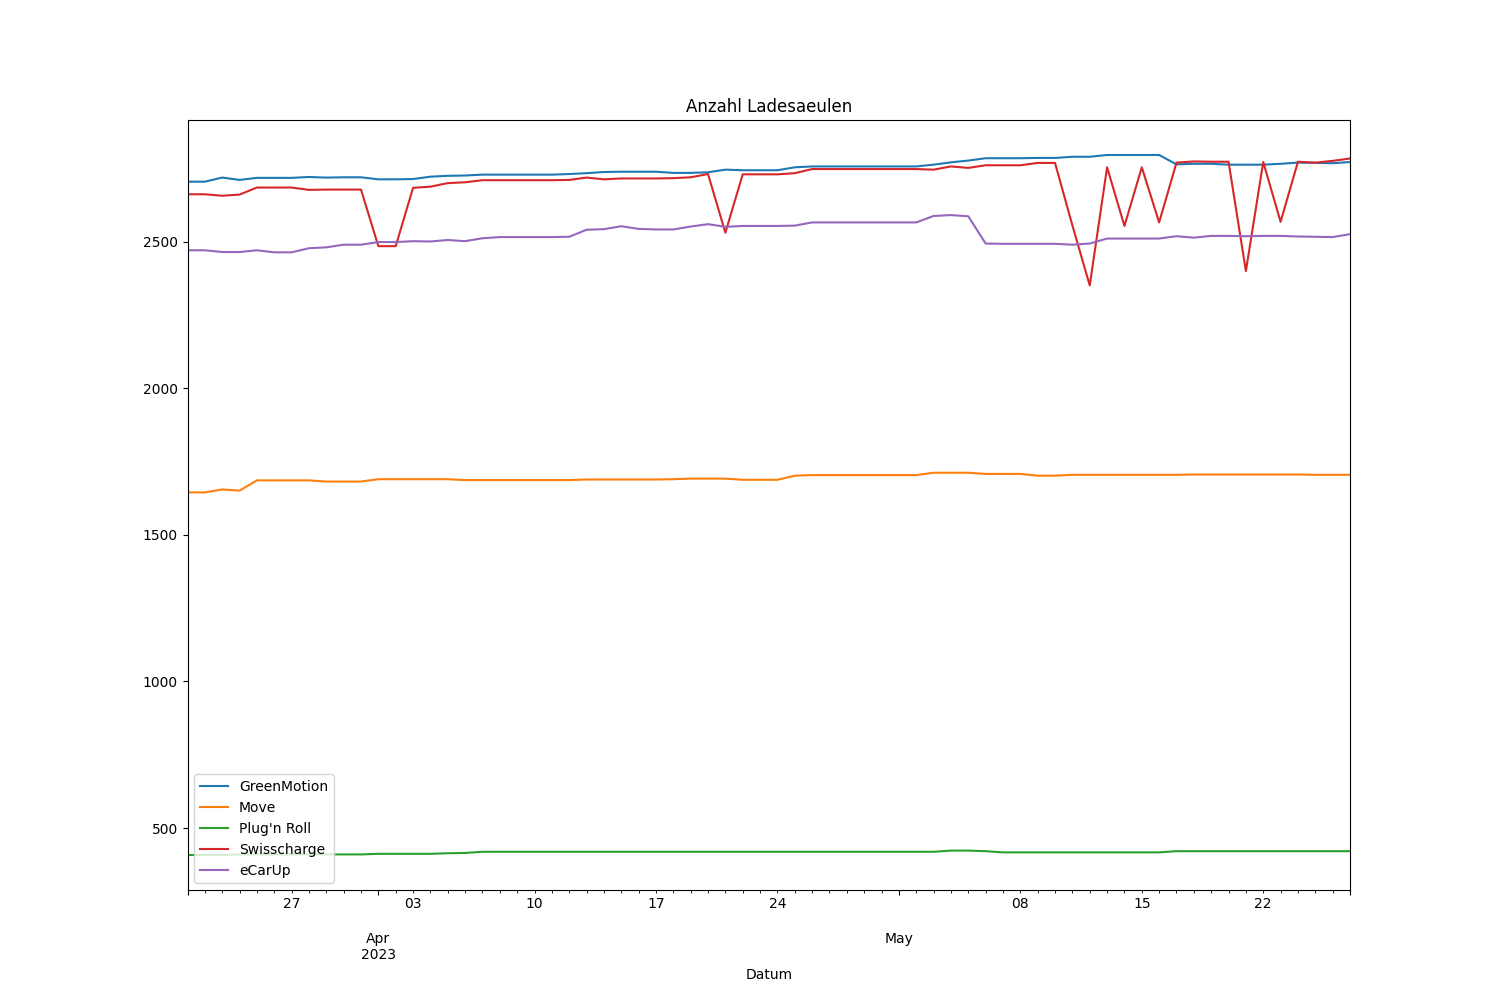 Anzahl Ladesaeulen
2500
2000
1500
1000
500
GreenMotion
Move
Plug'n Roll
Swisscharge
eCarUp
27 03 10 17 24 08 15 22
Apr May
2023
Datum